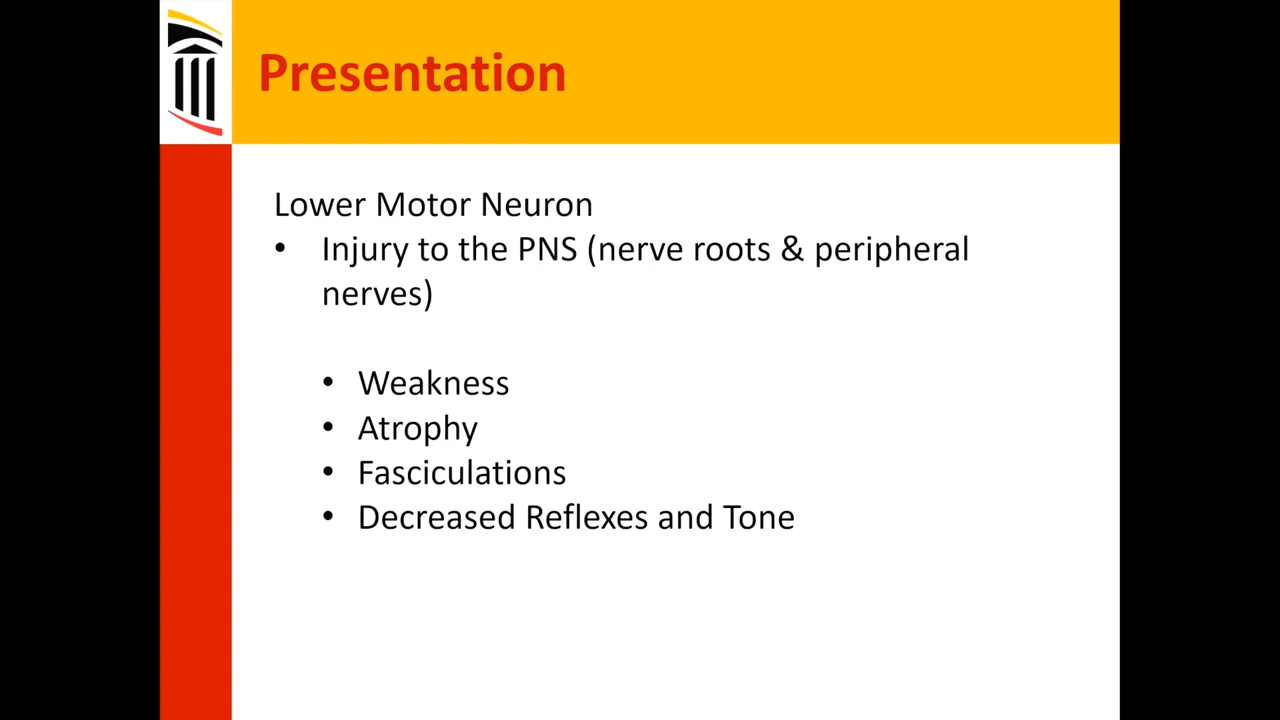 Presentation
Lower Motor Neuron
• Injury to the PNS (nerve roots & peripheral
nerves)
• Weakness
• Atrophy
• Fasciculations
• Decreased Reflexes and Tone